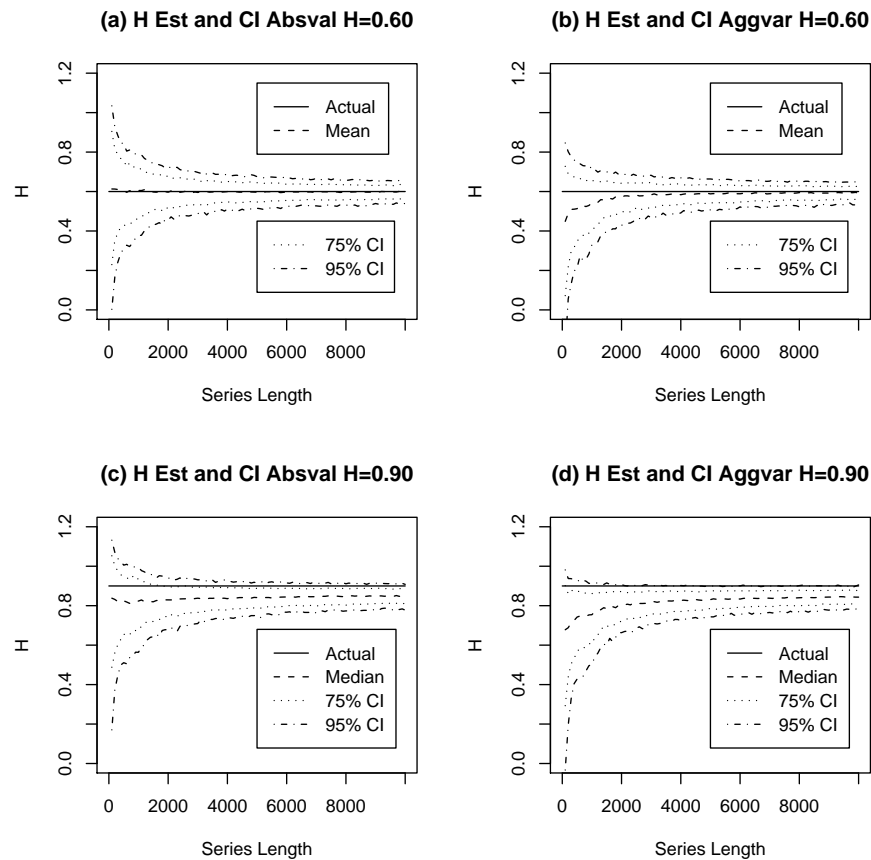 (a) H Est and CI Absval H=0.60
H
1.2
0.8
0.4
0.0
Actual
Mean
75% CI
95% CI
0 2000 4000 6000 8000
Series Length
(b) H Est and CI Aggvar H=0.60
H
1.2
0.8
0.4
0.0
Actual
Mean
75% CI
95% CI
0 2000 4000 6000 8000
Series Length
(c) H Est and CI Absval H=0.90
H
1.2
0.8
0.4
0.0
Actual
Median
75% CI
95% CI
0 2000 4000 6000 8000
Series Length
(d) H Est and CI Aggvar H=0.90
H
1.2
0.8
0.4
0.0
Actual
Median
75% CI
95% CI
0 2000 4000 6000 8000
Series Length